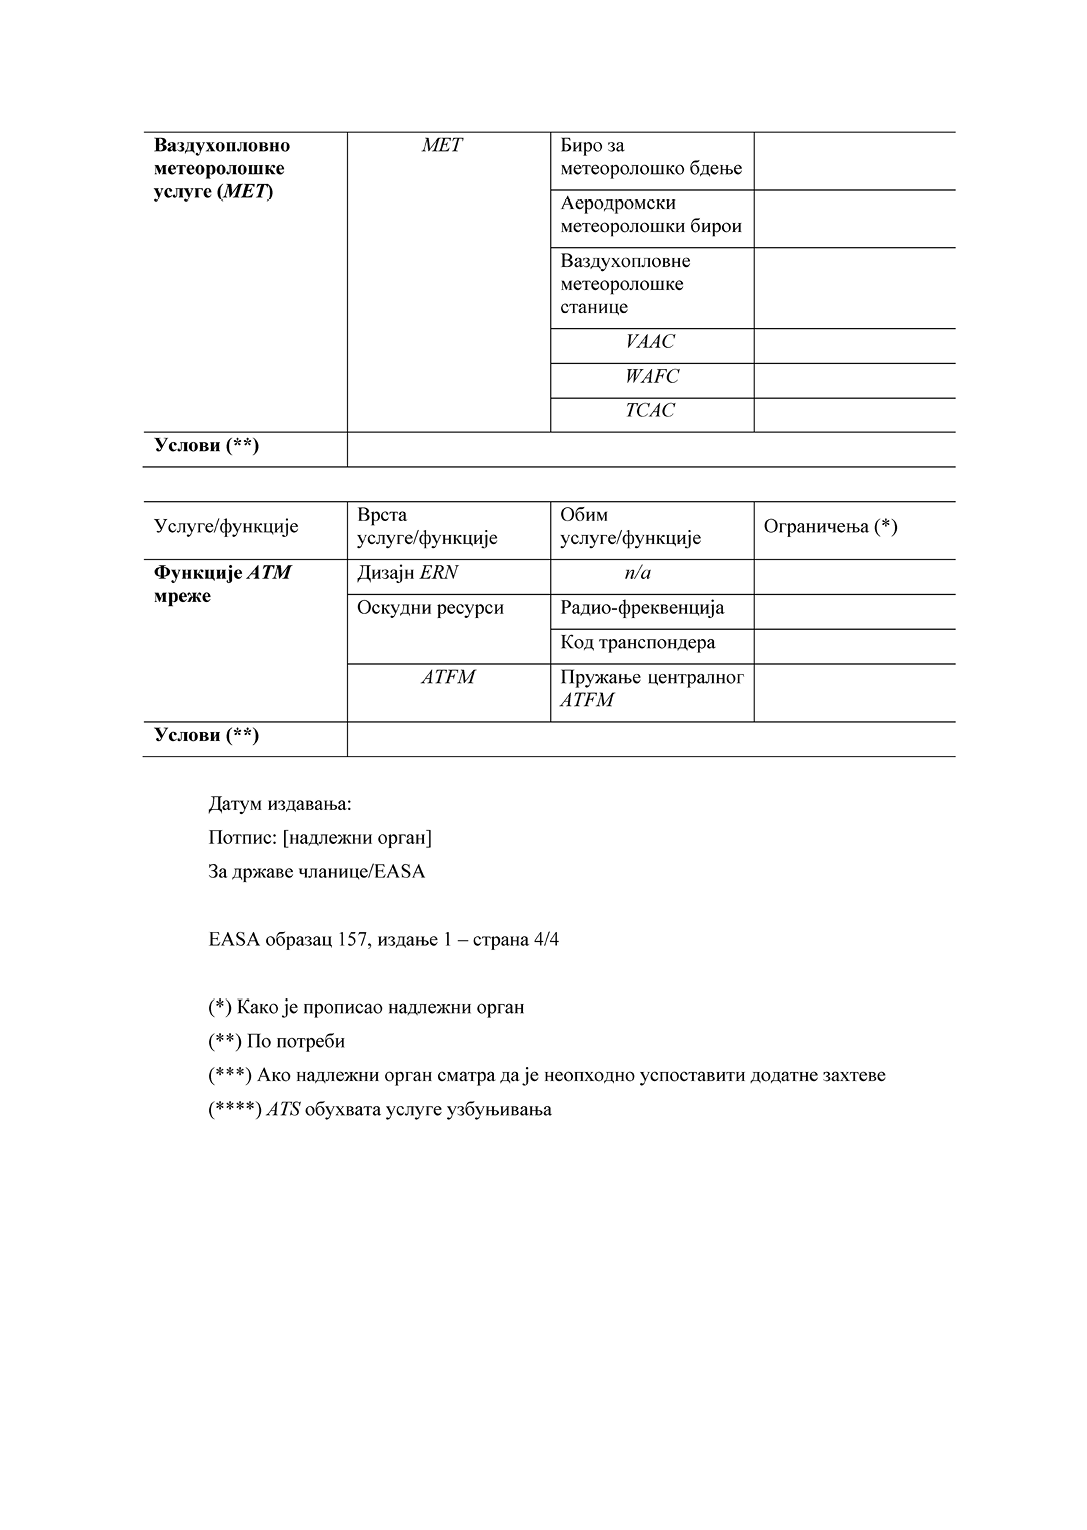 Ваздухопловно
метеоролошке
услуге (MET)
MET
Биро за
метеоролошко бдење
Аеродромски
метеоролошки бирои
Ваздухопловне
метеоролошке
станице
VAAC
WAFC
TCAC
Услови (**)
Услуге/функције
Врста
услуге/функције
Обим
услуге/функције
Ограничења (*)
Функције ATM
мреже
Дизајн ERN
n/a
Оскудни ресурси
Радио-фреквенција
Код транспондера
ATFM
Пружање централног
ATFM
Услови (**)
Датум издавања:
Потпис: [надлежни орган]
За државе чланице/EASA
EASA образац 157, издање 1 – страна 4/4
(*) Како је прописао надлежни орган
(**) По потреби
(***) Ако надлежни орган сматра да је неопходно успоставити додатне захтеве
(****) ATS обухвата услуге узбуњивања